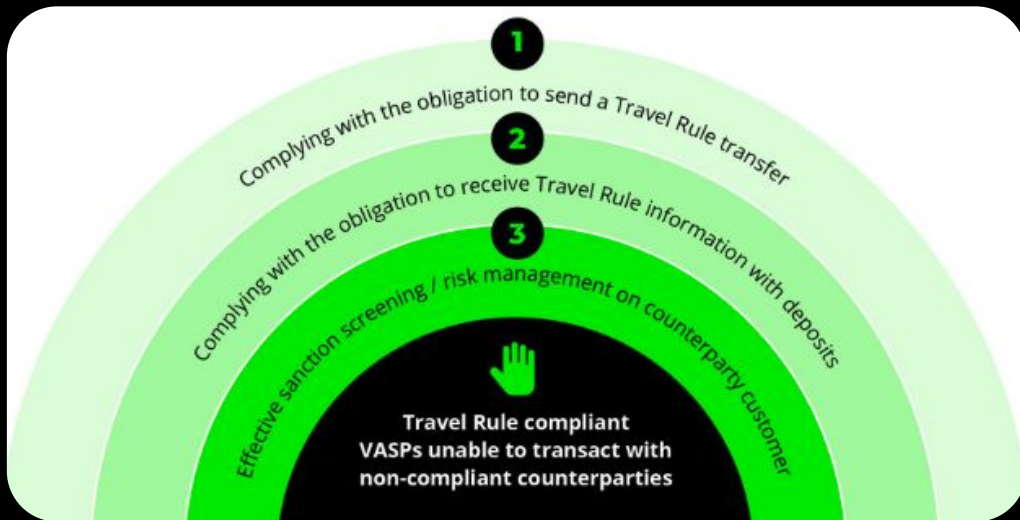 1
Complying with the obligation to send a Travel Rule transfer
2
Complying with the obligation to receive Travel Rule information with deposits
3
Effective sanction screening / risk management on counterparty customer
Travel Rule compliant
VASPs unable to transact with
non-compliant counterparties